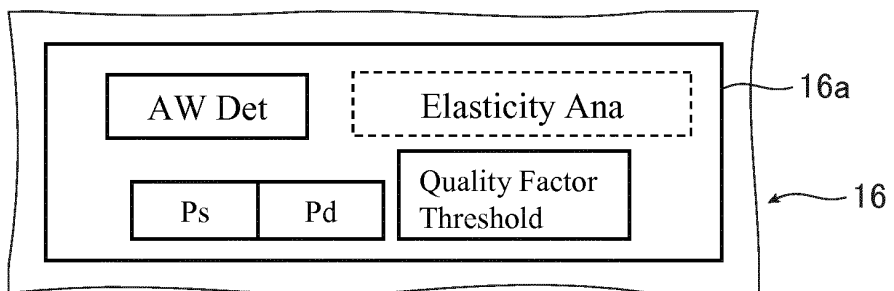 AW Det
Elasticity Ana
16a
Ps
Pd
Quality Factor
Threshold
16